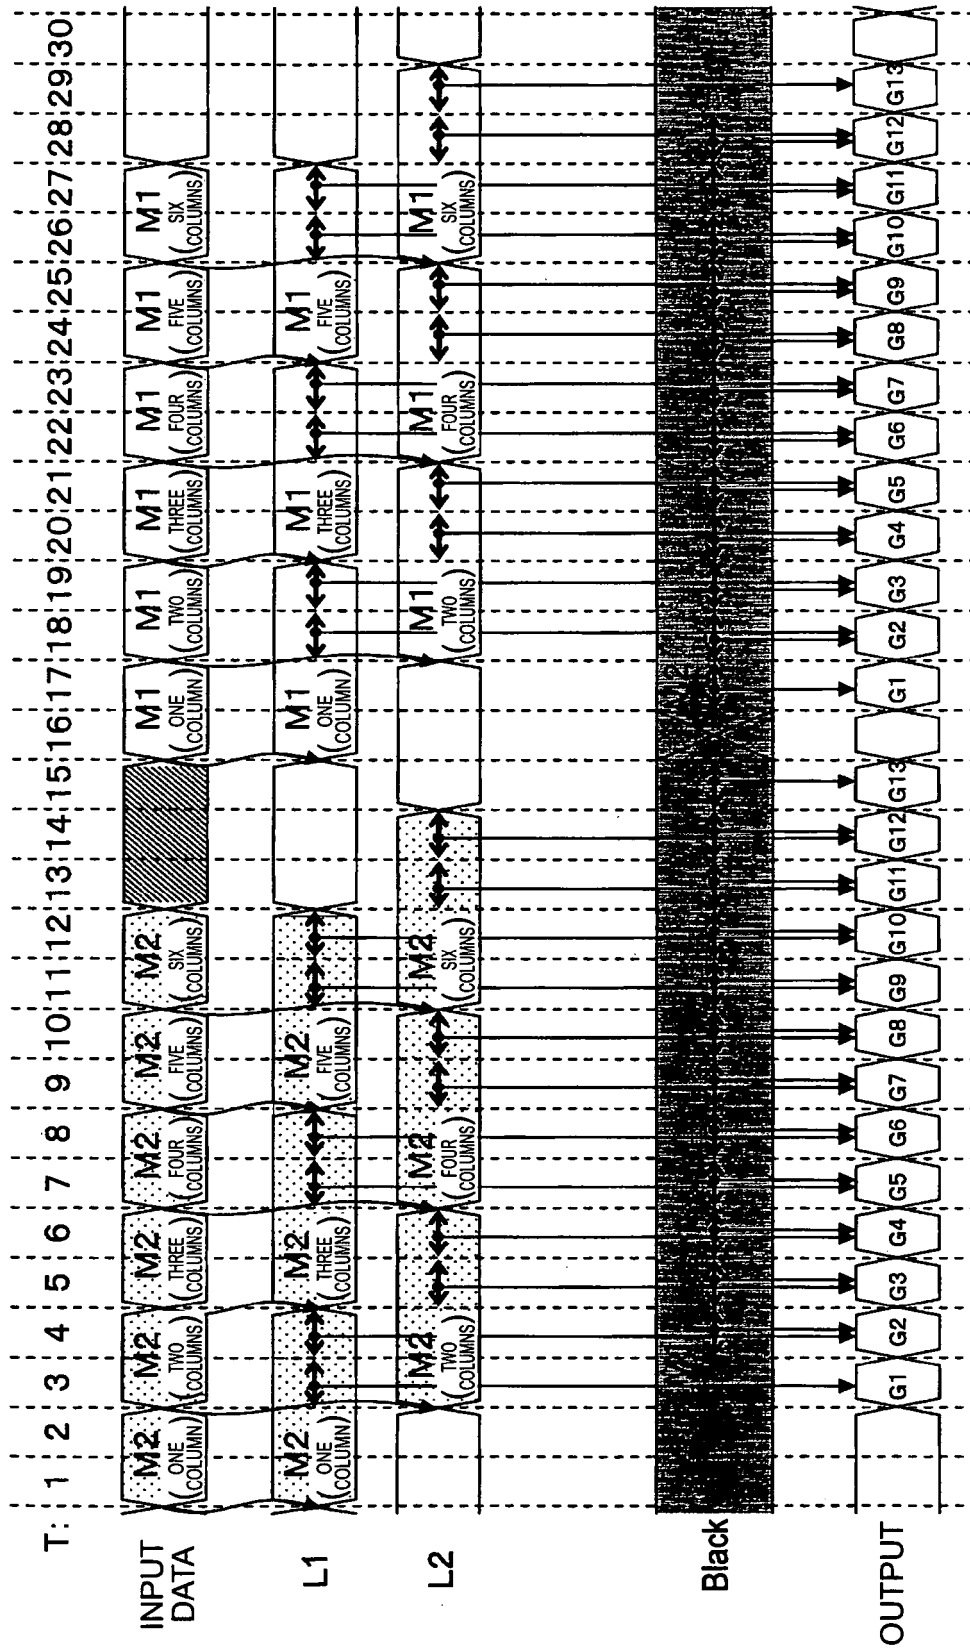 T: 1 2 3 4 5 6 7 8 9 10 11 12 13 14 15 16 17 18 19 20 21 22 23 24 25 26 27 28 29 30
INPUT
DATA
M2 (ONE COLUMN)
M2 (TWO COLUMNS)
M2 (THREE COLUMNS)
M2 (FOUR COLUMNS)
M2 (FIVE COLUMNS)
M2 (SIX COLUMNS)
M1 (ONE COLUMN)
M1 (TWO COLUMNS)
M1 (THREE COLUMNS)
M1 (FOUR COLUMNS)
M1 (FIVE COLUMNS)
M1 (SIX COLUMNS)
L1
M2 (ONE COLUMN)
M2 (THREE COLUMNS)
M2 (FIVE COLUMNS)
M1 (ONE COLUMN)
M1 (THREE COLUMNS)
M1 (FIVE COLUMNS)
L2
M2 (TWO COLUMNS)
M2 (FOUR COLUMNS)
M2 (SIX COLUMNS)
M1 (TWO COLUMNS)
M1 (FOUR COLUMNS)
M1 (SIX COLUMNS)
Black
OUTPUT
G1 G2 G3 G4 G5 G6 G7 G8 G9 G10 G11 G12 G13 G1 G2 G3 G4 G5 G6 G7 G8 G9 G10 G11 G12 G13